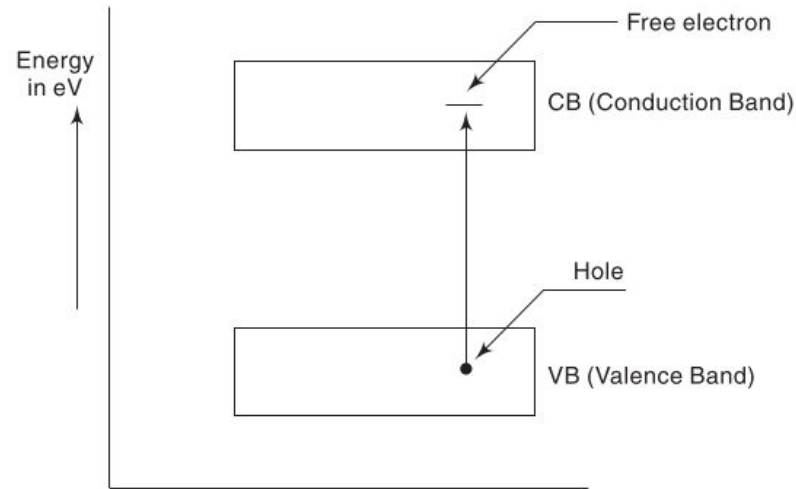 Free electron
Energy
in eV
CB (Conduction Band)
Hole
VB (Valence Band)